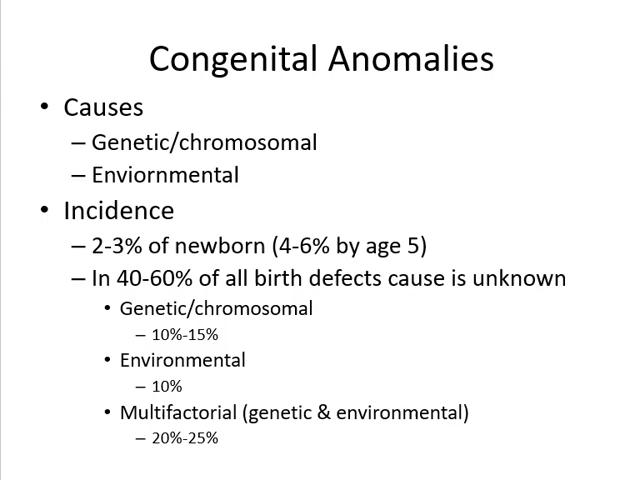 Congenital Anomalies
• Causes
– Genetic/chromosomal
– Enviornmental
• Incidence
– 2-3% of newborn (4-6% by age 5)
– In 40-60% of all birth defects cause is unknown
• Genetic/chromosomal
– 10%-15%
• Environmental
– 10%
• Multifactorial (genetic & environmental)
– 20%-25%